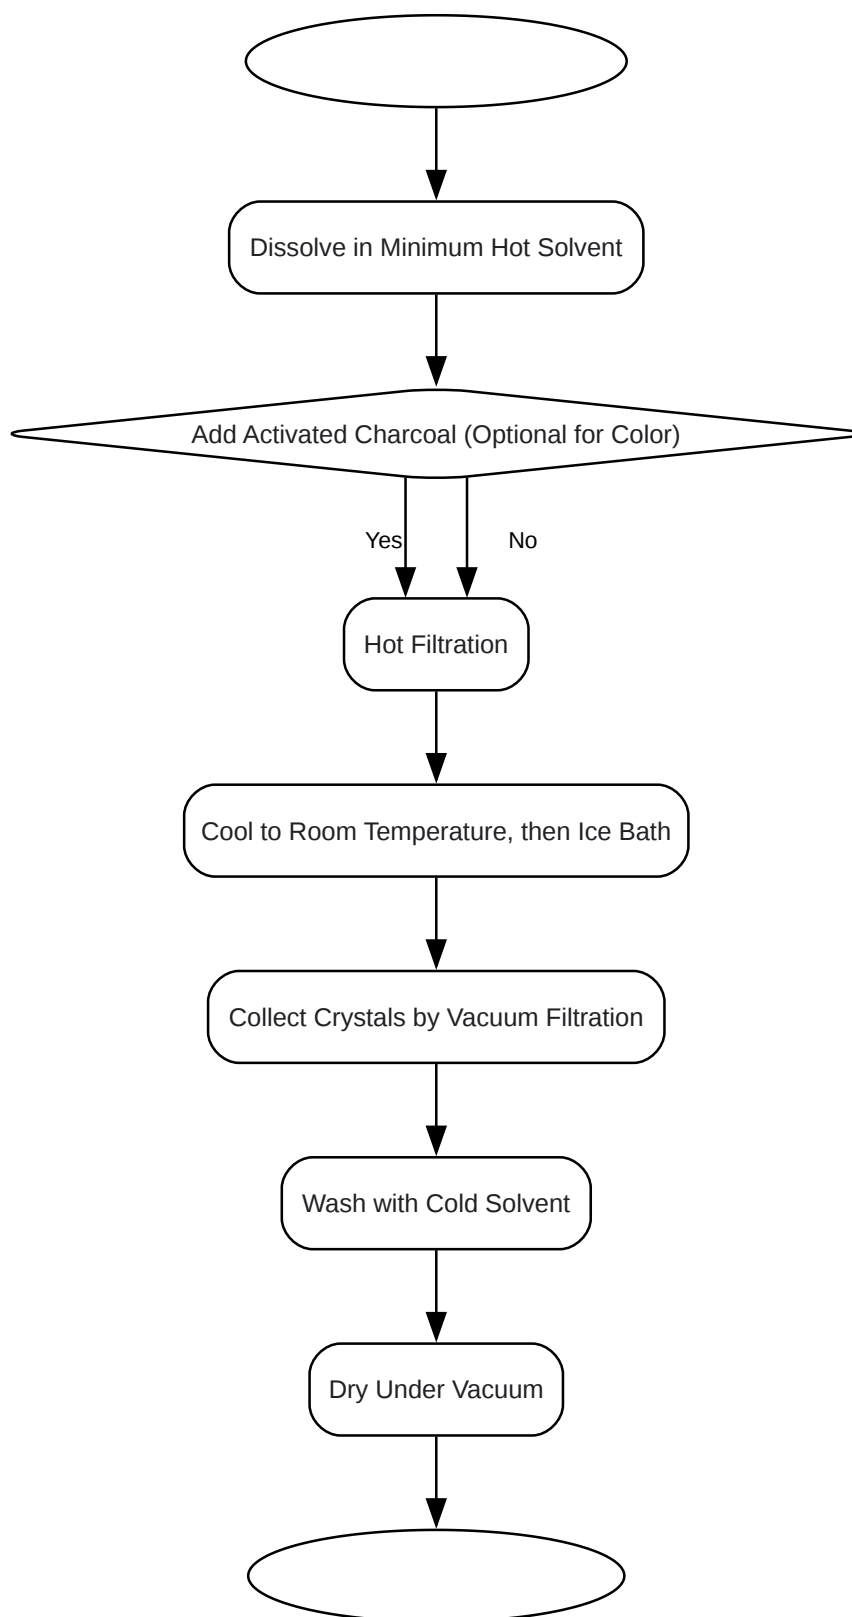 Dissolve in Minimum Hot Solvent
Add Activated Charcoal (Optional for Color)
Yes
No
Hot Filtration
Cool to Room Temperature, then Ice Bath
Collect Crystals by Vacuum Filtration
Wash with Cold Solvent
Dry Under Vacuum